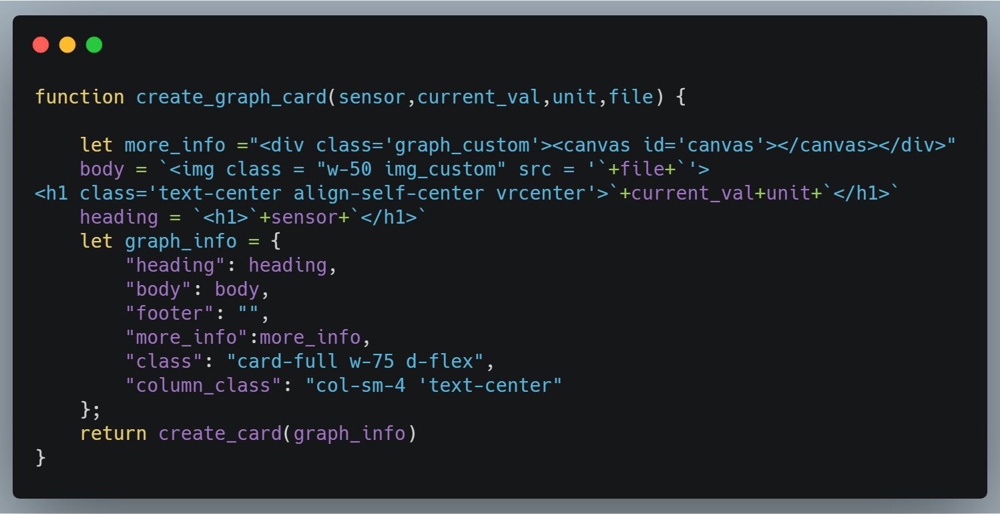 function create_graph_card(sensor,current_val,unit,file) {

    let more_info ="<div class='graph_custom'><canvas id='canvas'></canvas></div>"
    body = `<img class = "w-50 img_custom" src = '`+file+`'>
<h1 class='text-center align-self-center vrcenter'>`+current_val+unit+`</h1>`
    heading = `<h1>`+sensor+`</h1>`
    let graph_info = {
        "heading": heading,
        "body": body,
        "footer": "",
        "more_info":more_info,
        "class": "card-full w-75 d-flex",
        "column_class": "col-sm-4 'text-center"
    };
    return create_card(graph_info)
}